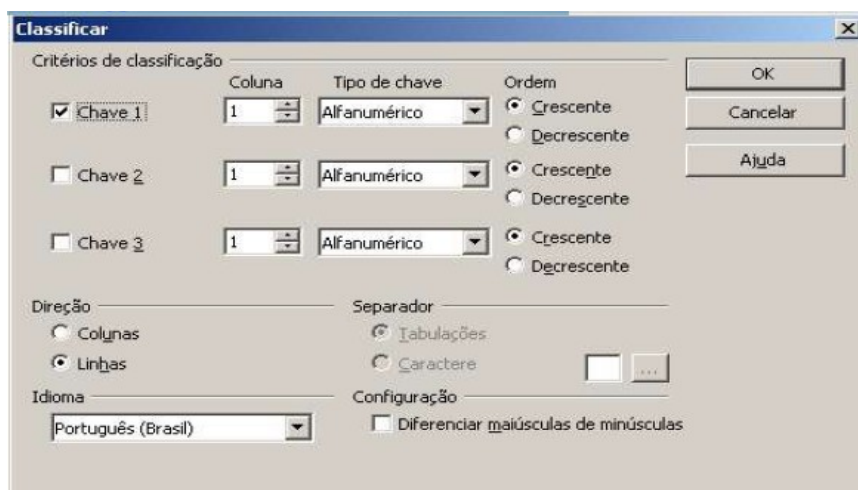 Classificar
Critérios de classificação
Coluna Tipo de chave Ordem
Chave 1 1 Alfanumérico Crescente
Decrescente
Chave 2 1 Alfanumérico Crescente
Decrescente
Chave 3 1 Alfanumérico Crescente
Decrescente
OK
Cancelar
Ajuda
Direção
Colunas
Linhas
Separador
Tabulações
Caractere
...
Idioma
Português (Brasil)
Configuração
Diferenciar maiúsculas de minúsculas